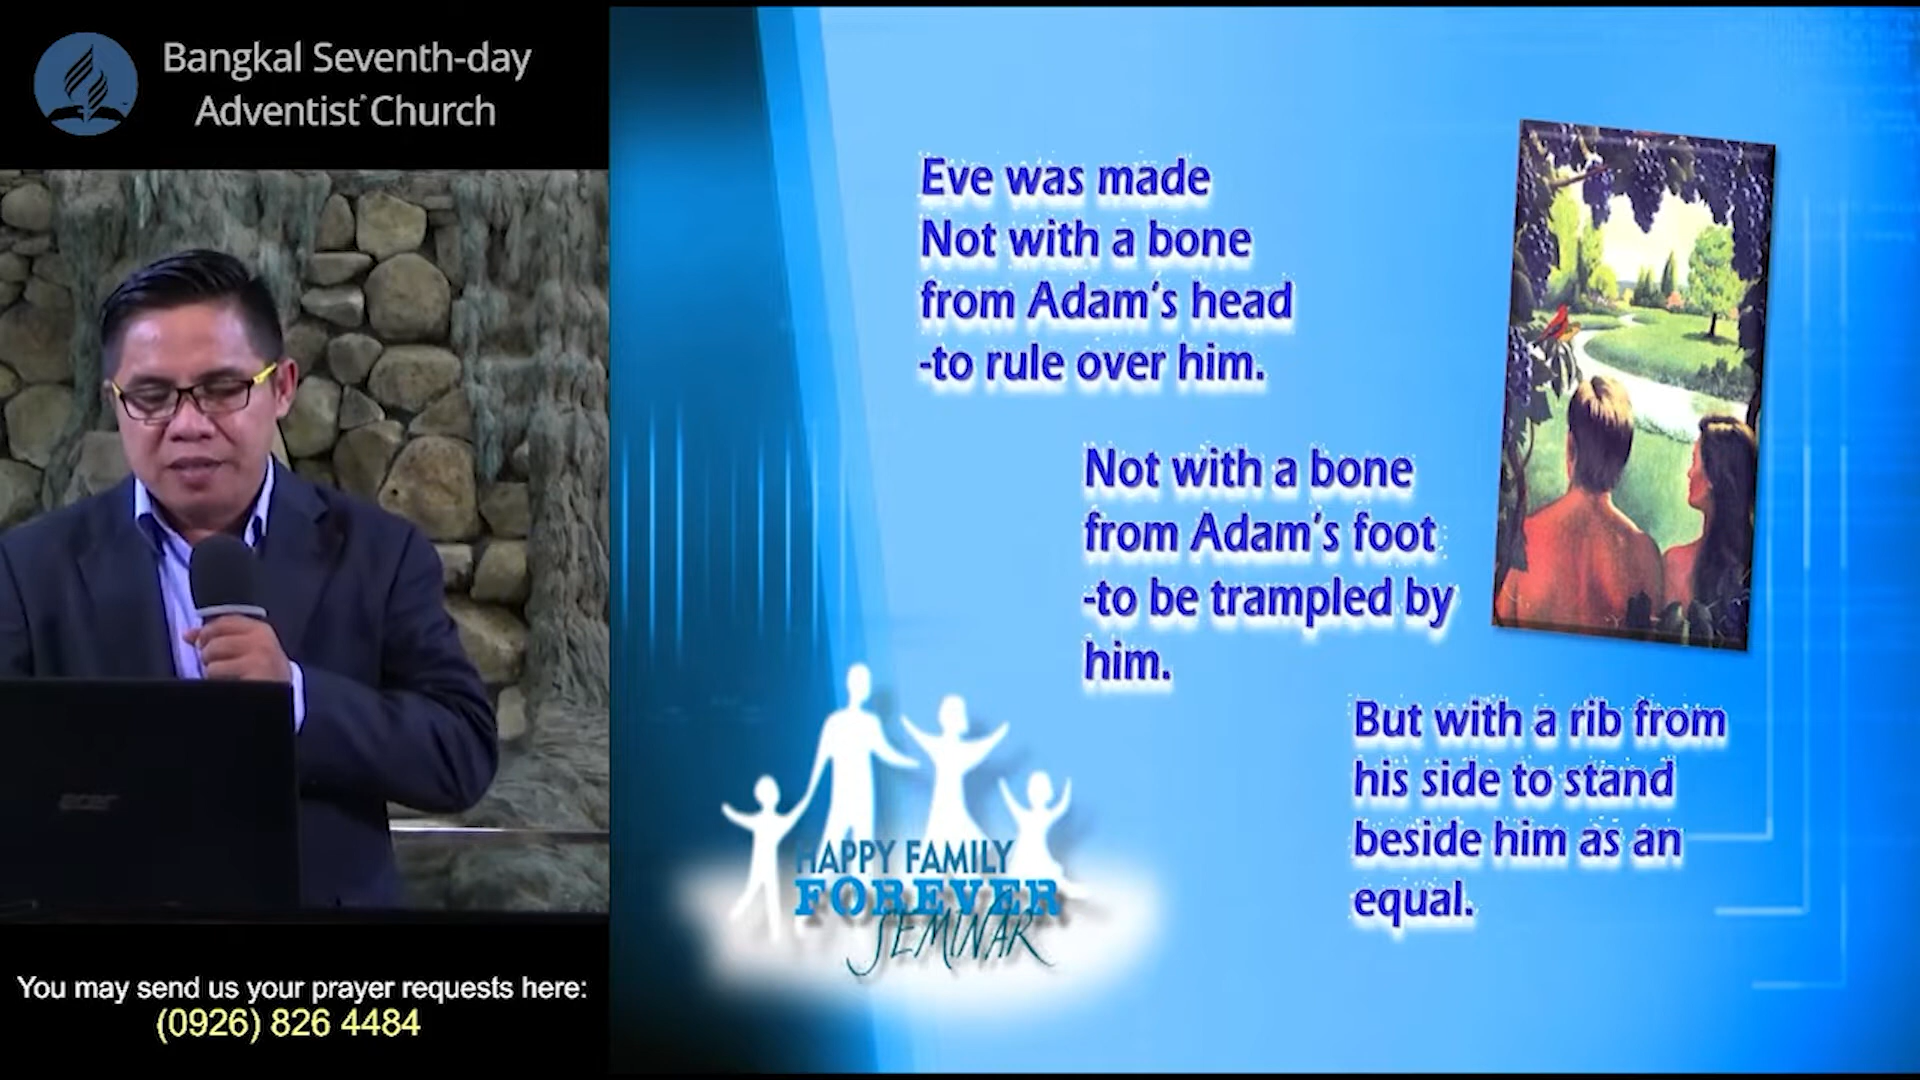 Bangkal Seventh-day
Adventist Church
Eve was made
Not with a bone
from Adam's head
-to rule over him.
Not with a bone
from Adam's foot
-to be trampled by
him.
But with a rib from
his side to stand
beside him as an
equal.
HAPPY FAMILY
FOREVER
SEMINAR
acer
You may send us your prayer requests here:
(0926) 826 4484